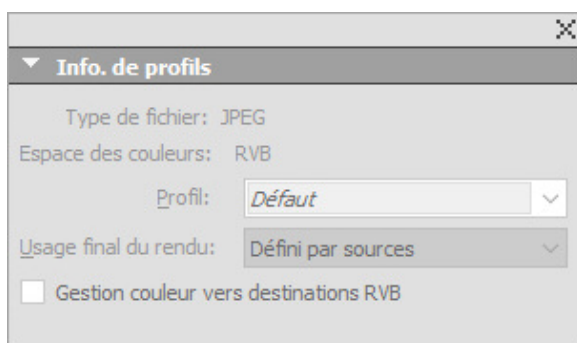 Info. de profils
Type de fichier: JPEG
Espace des couleurs: RVB
Profil: Défaut
Usage final du rendu: Défini par sources
Gestion couleur vers destinations RVB